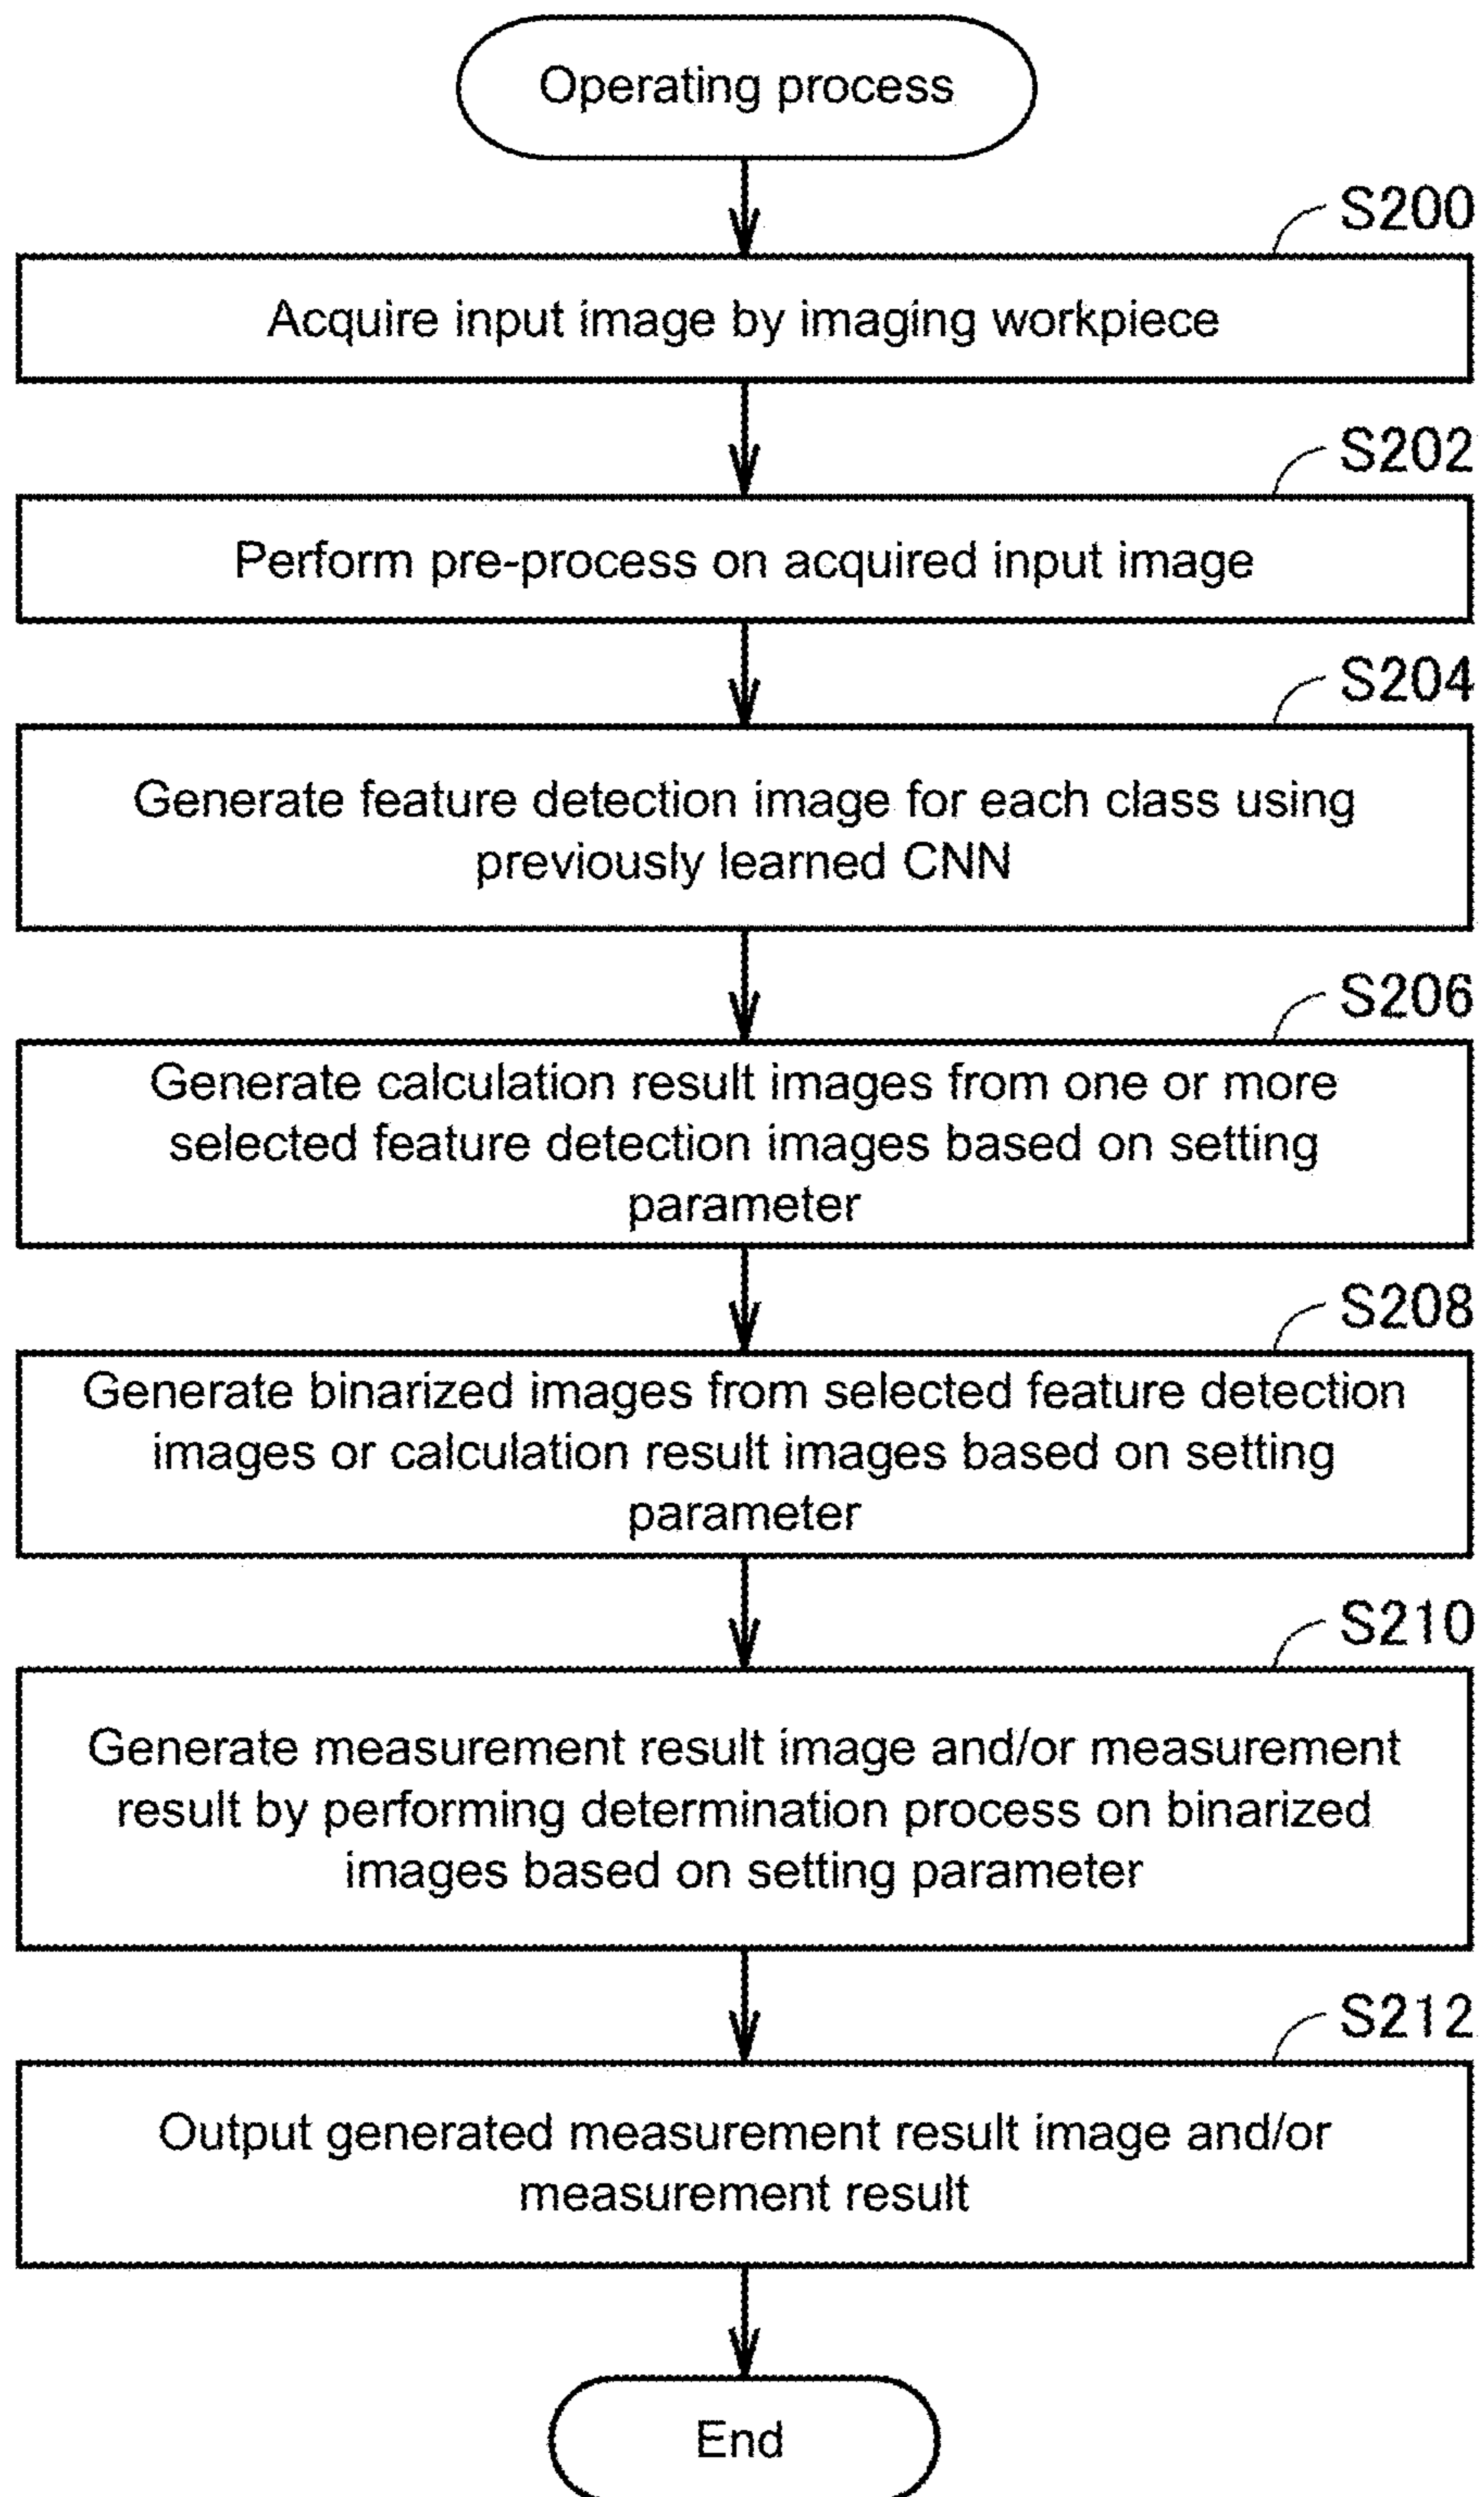 Operating process
S200
Acquire input image by imaging workpiece
S202
Perform pre-process on acquired input image
S204
Generate feature detection image for each class using
previously learned CNN
S206
Generate calculation result images from one or more
selected feature detection images based on setting
parameter
S208
Generate binarized images from selected feature detection
images or calculation result images based on setting
parameter
S210
Generate measurement result image and/or measurement
result by performing determination process on binarized
images based on setting parameter
S212
Output generated measurement result image and/or
measurement result
End